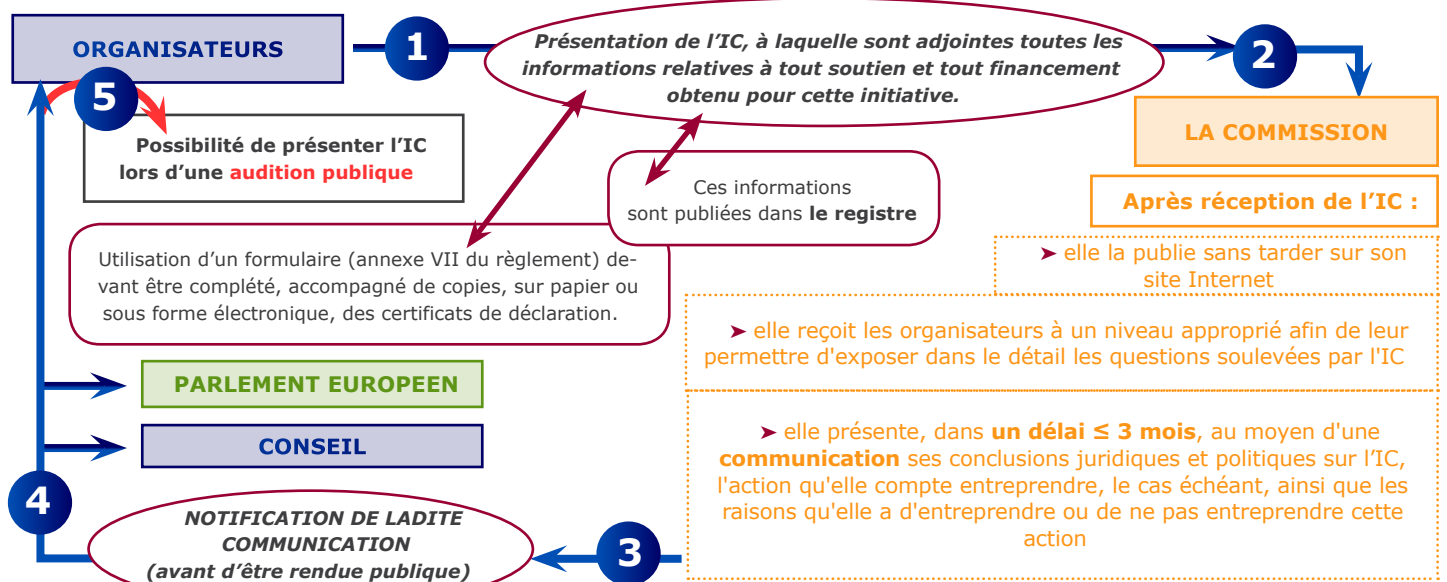 ORGANISATEURS
1
Présentation de l’IC, à laquelle sont adjointes toutes les
informations relatives à tout soutien et tout financement
obtenu pour cette initiative.
2
LA COMMISSION
5
Possibilité de présenter l’IC
lors d’une audition publique
Ces informations
sont publiées dans le registre
Après réception de l’IC :
Utilisation d’un formulaire (annexe VII du règlement) de-
vant être complété, accompagné de copies, sur papier ou
sous forme électronique, des certificats de déclaration.
➤ elle la publie sans tarder sur son
site Internet
➤ elle reçoit les organisateurs à un niveau approprié afin de leur
permettre d'exposer dans le détail les questions soulevées par l'IC
PARLEMENT EUROPEEN
CONSEIL
➤ elle présente, dans un délai ≤ 3 mois, au moyen d'une
communication ses conclusions juridiques et politiques sur l’IC,
l'action qu'elle compte entreprendre, le cas échéant, ainsi que les
raisons qu'elle a d'entreprendre ou de ne pas entreprendre cette
action
3
NOTIFICATION DE LADITE
COMMUNICATION
(avant d’être rendue publique)
4